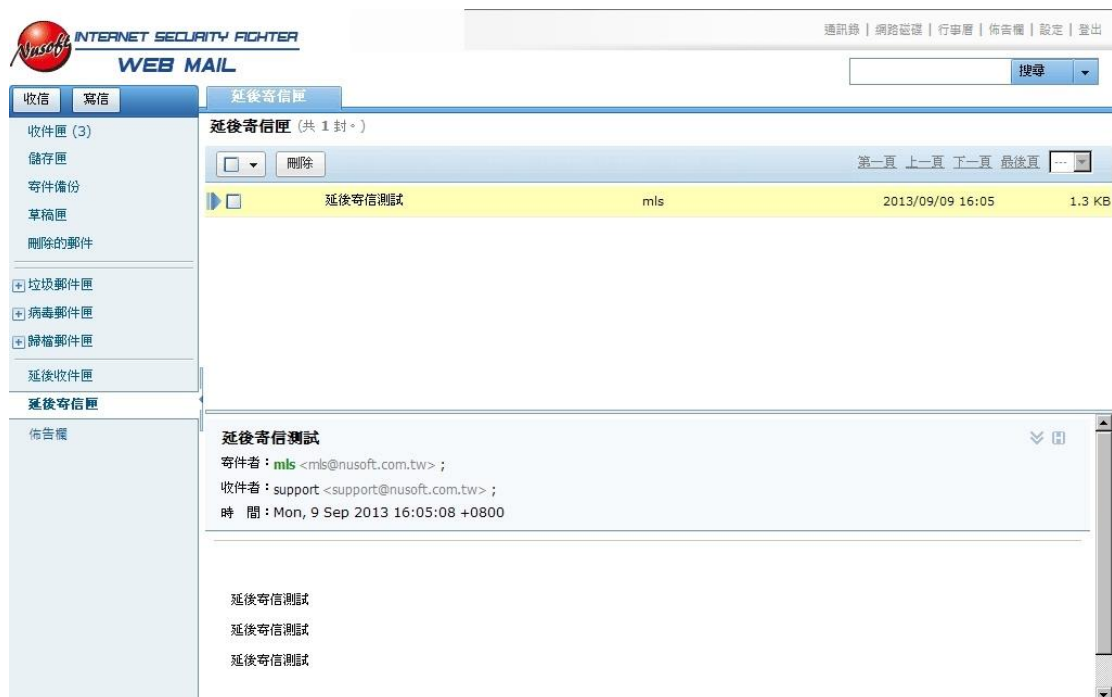 Nusoft INTERNET SECURITY FIGHTER
WEB MAIL
通訊錄 | 網路磁碟 | 行事曆 | 佈告欄 | 設定 | 登出
搜尋
收信 寫信
收件匣 (3)
儲存匣
寄件備份
草稿匣
刪除的郵件
垃圾郵件匣
病毒郵件匣
歸檔郵件匣
延後收件匣
延後寄信匣
佈告欄
延後寄信匣
延後寄信匣 (共 1 封。)
刪除
第一頁 上一頁 下一頁 最後頁 ---
延後寄信測試 mls 2013/09/09 16:05 1.3 KB
延後寄信測試
寄件者：mls <mls@nusoft.com.tw> ;
收件者：support <support@nusoft.com.tw> ;
時 間：Mon, 9 Sep 2013 16:05:08 +0800
延後寄信測試
延後寄信測試
延後寄信測試